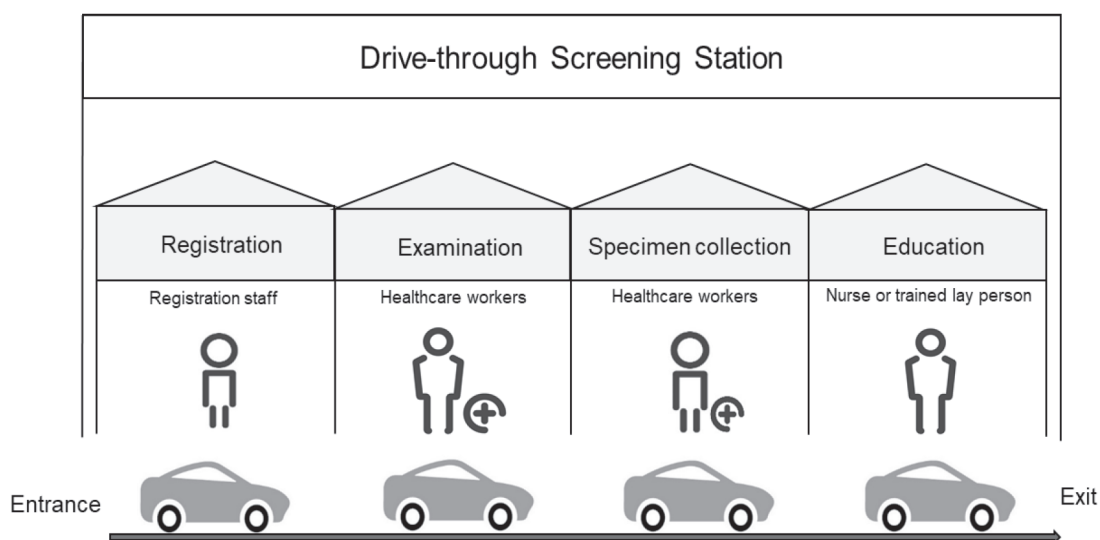 Drive-through Screening Station
Registration
Examination
Specimen collection
Education
Registration staff
Healthcare workers
Healthcare workers
Nurse or trained lay person
Entrance
Exit